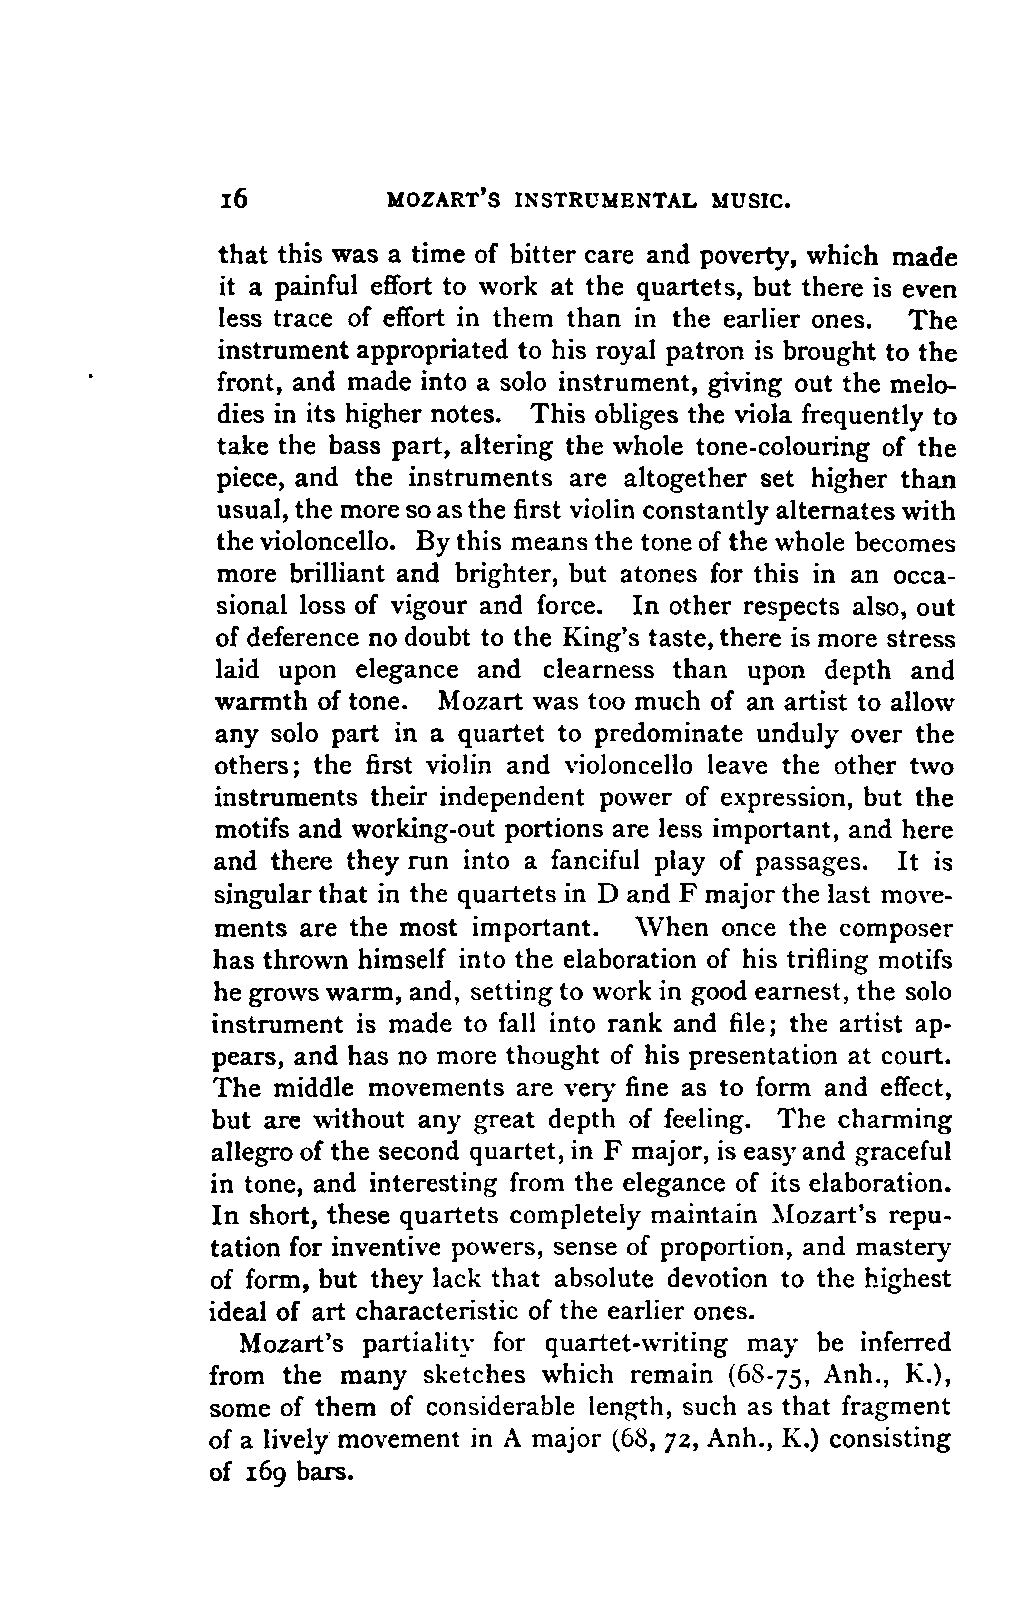 16 MOZART'S INSTRUMENTAL MUSIC.
that this was a time of bitter care and poverty, which made
it a painful effort to work at the quartets, but there is even
less trace of effort in them than in the earlier ones. The
instrument appropriated to his royal patron is brought to the
front, and made into a solo instrument, giving out the melo-
dies in its higher notes. This obliges the viola frequently to
take the bass part, altering the whole tone-colouring of the
piece, and the instruments are altogether set higher than
usual, the more so as the first violin constantly alternates with
the violoncello. By this means the tone of the whole becomes
more brilliant and brighter, but atones for this in an occa-
sional loss of vigour and force. In other respects also, out
of deference no doubt to the King's taste, there is more stress
laid upon elegance and clearness than upon depth and
warmth of tone. Mozart was too much of an artist to allow
any solo part in a quartet to predominate unduly over the
others; the first violin and violoncello leave the other two
instruments their independent power of expression, but the
motifs and working-out portions are less important, and here
and there they run into a fanciful play of passages. It is
singular that in the quartets in D and F major the last move-
ments are the most important. When once the composer
has thrown himself into the elaboration of his trifling motifs
he grows warm, and, setting to work in good earnest, the solo
instrument is made to fall into rank and file; the artist ap-
pears, and has no more thought of his presentation at court.
The middle movements are very fine as to form and effect,
but are without any great depth of feeling. The charming
allegro of the second quartet, in F major, is easy and graceful
in tone, and interesting from the elegance of its elaboration.
In short, these quartets completely maintain Mozart's repu-
tation for inventive powers, sense of proportion, and mastery
of form, but they lack that absolute devotion to the highest
ideal of art characteristic of the earlier ones.
Mozart's partiality for quartet-writing may be inferred
from the many sketches which remain (68-75, Anh., K.),
some of them of considerable length, such as that fragment
of a lively movement in A major (68, 72, Anh., K.) consisting
of 169 bars.